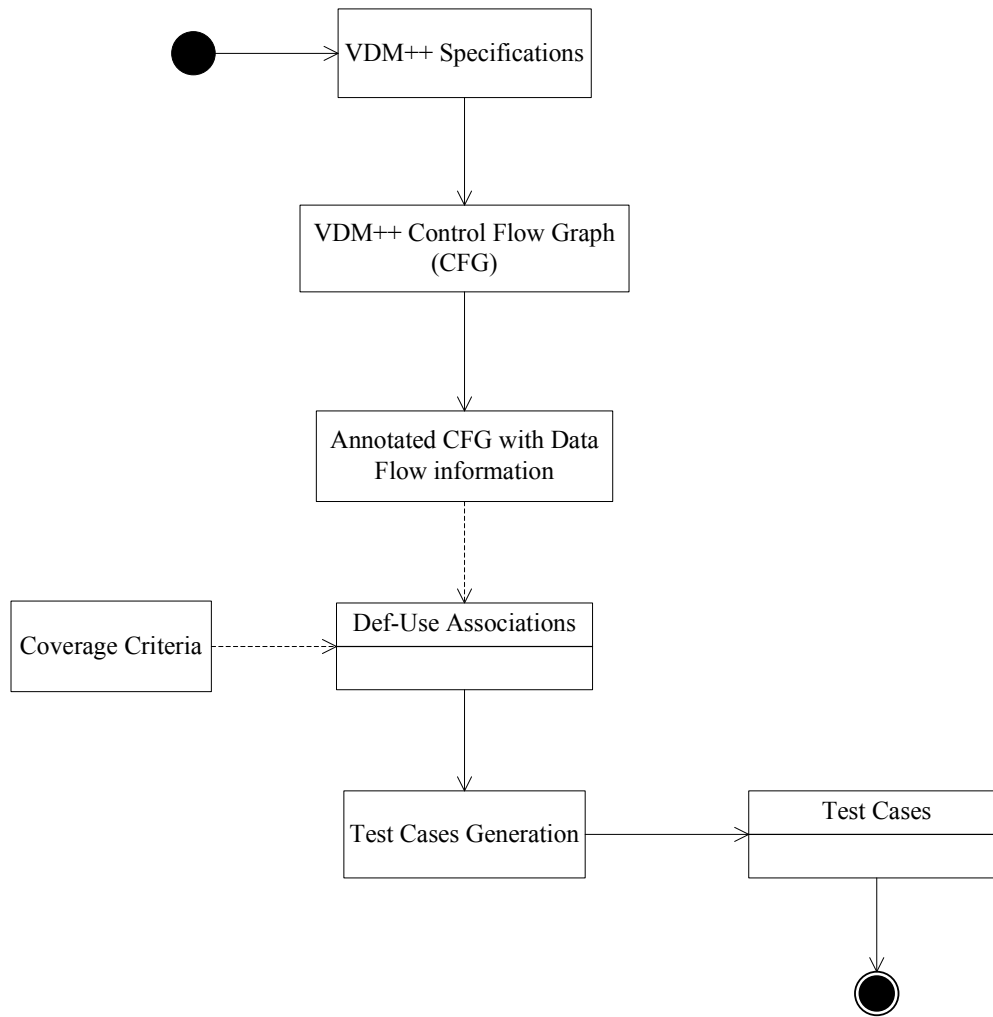 VDM++ Specifications
VDM++ Control Flow Graph
(CFG)
Annotated CFG with Data
Flow information
Coverage Criteria
Def-Use Associations
Test Cases Generation
Test Cases